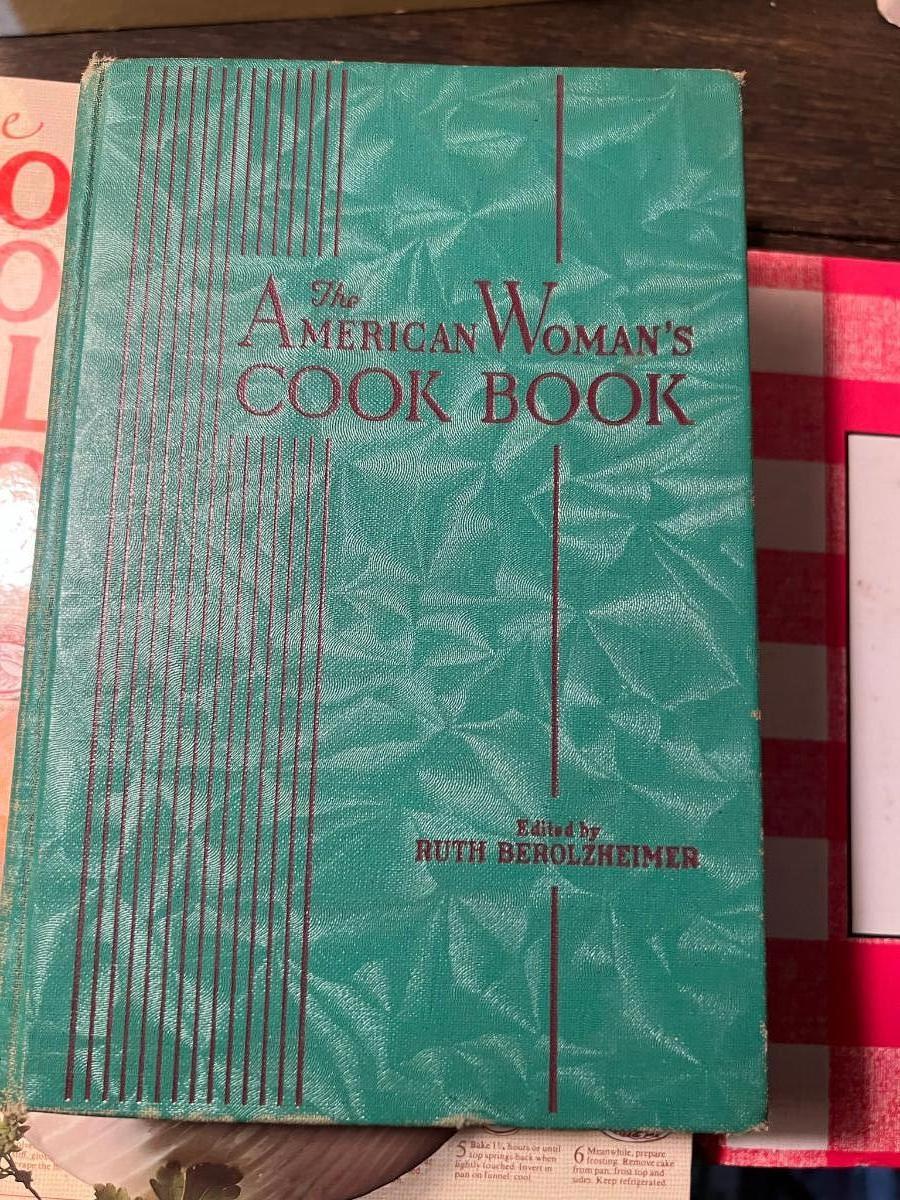 The
AMERICAN WOMAN'S
COOK BOOK
Edited by
RUTH BEROLZHEIMER
e
O
O
L
5 Bake 1½ hours or until
top springs back when
lightly touched. Invert in
pan on funnel: cool
6 Meanwhile, prepare
frosting. Remove cake
from pan, frost top and
sides. Keep refrigerated.